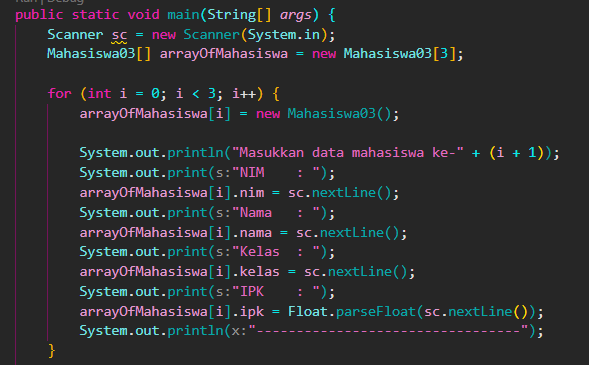 Run | Debug
public static void main(String[] args) {
Scanner sc = new Scanner(System.in);
Mahasiswa03[] arrayOfMahasiswa = new Mahasiswa03[3];
for (int i = 0; i < 3; i++) {
arrayOfMahasiswa[i] = new Mahasiswa03();
System.out.println("Masukkan data mahasiswa ke-" + (i + 1));
System.out.print(s:"NIM    : ");
arrayOfMahasiswa[i].nim = sc.nextLine();
System.out.print(s:"Nama   : ");
arrayOfMahasiswa[i].nama = sc.nextLine();
System.out.print(s:"Kelas  : ");
arrayOfMahasiswa[i].kelas = sc.nextLine();
System.out.print(s:"IPK    : ");
arrayOfMahasiswa[i].ipk = Float.parseFloat(sc.nextLine());
System.out.println(x:"---------------------------------");
}